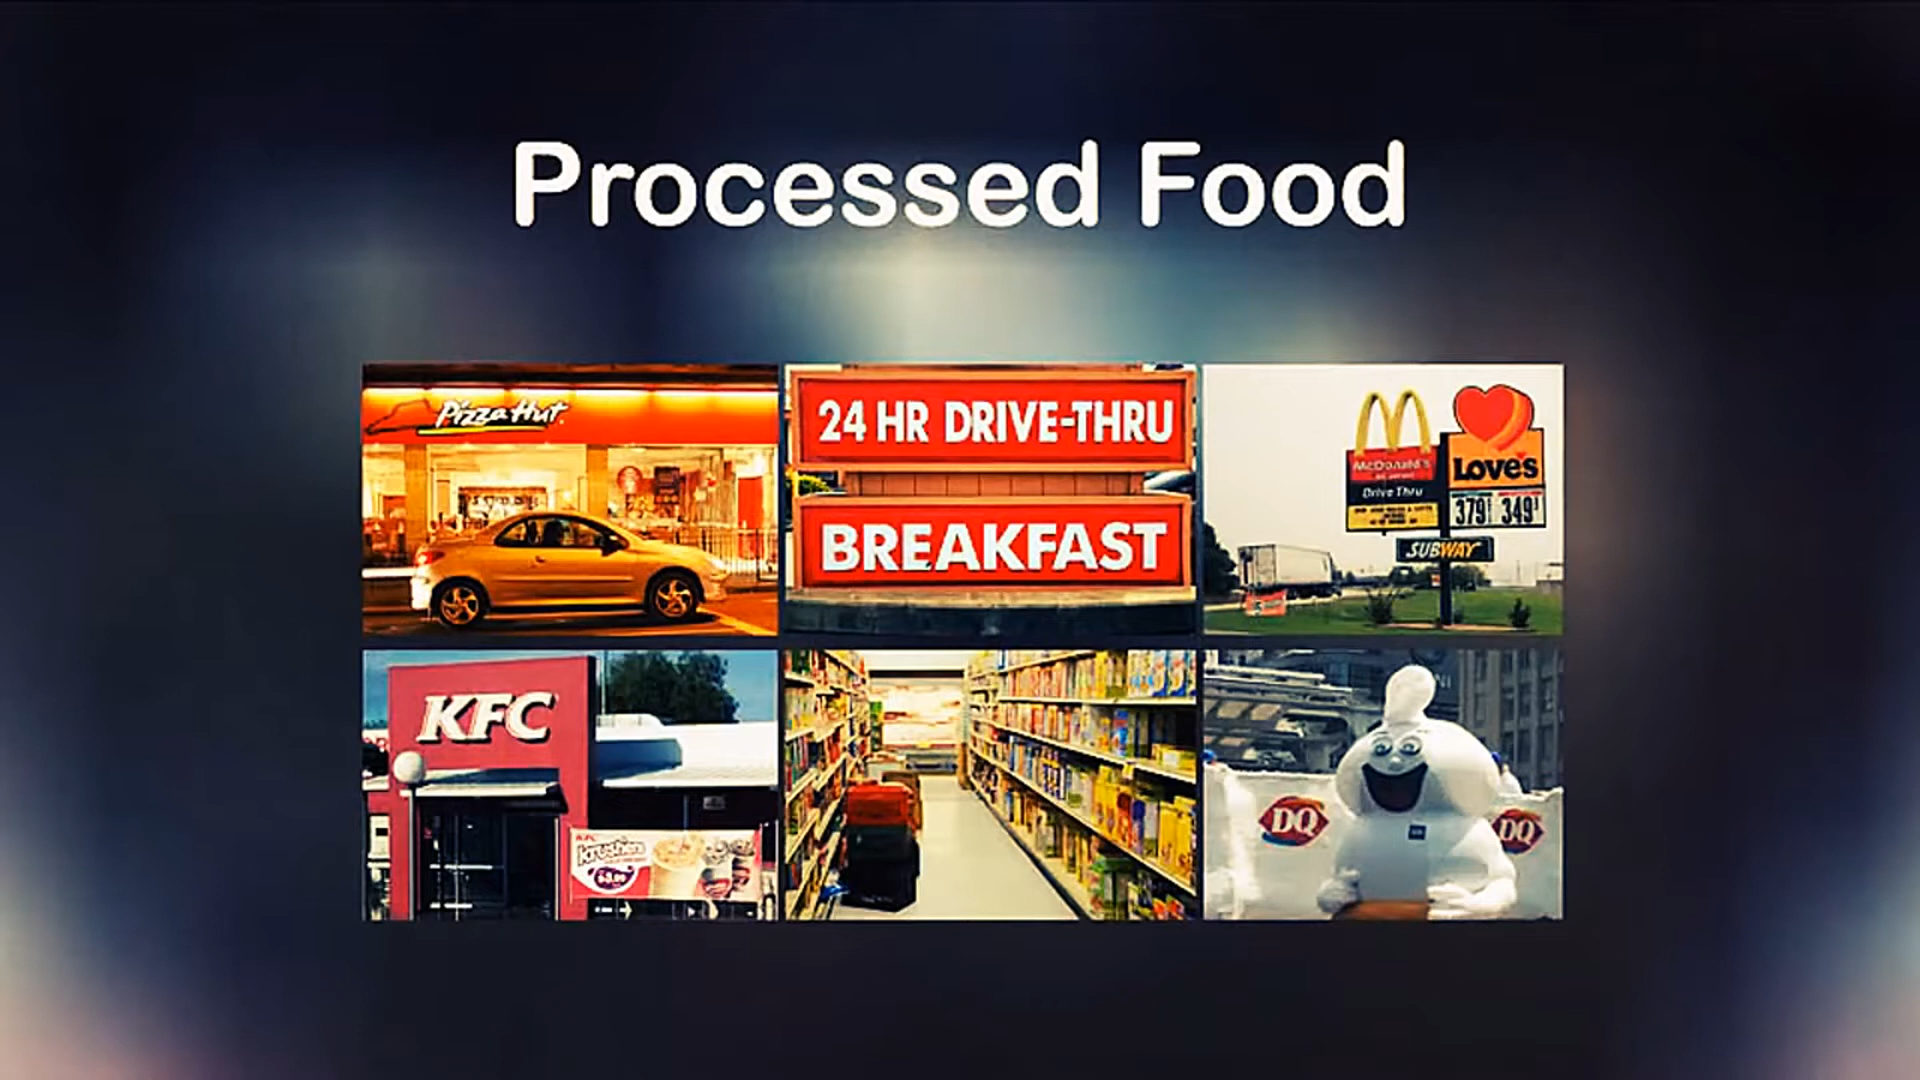 Processed Food
Pizza Hut
24 HR DRIVE-THRU
BREAKFAST
McDonald's
Drive Thru
LOVE'S
379 349
SUBWAY
KFC
KFC
krushers
DQ
DQ